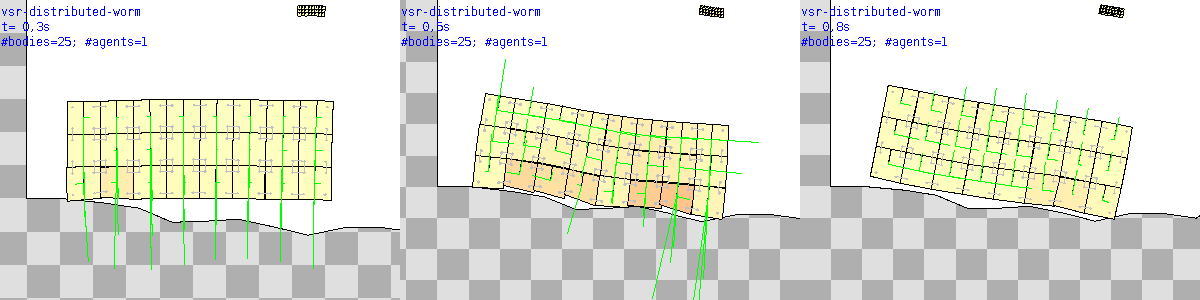 vsr-distributed-worm
t= 0,3s
#bodies=25; #agents=1
vsr-distributed-worm
t= 0,5s
#bodies=25; #agents=1
vsr-distributed-worm
t= 0,8s
#bodies=25; #agents=1